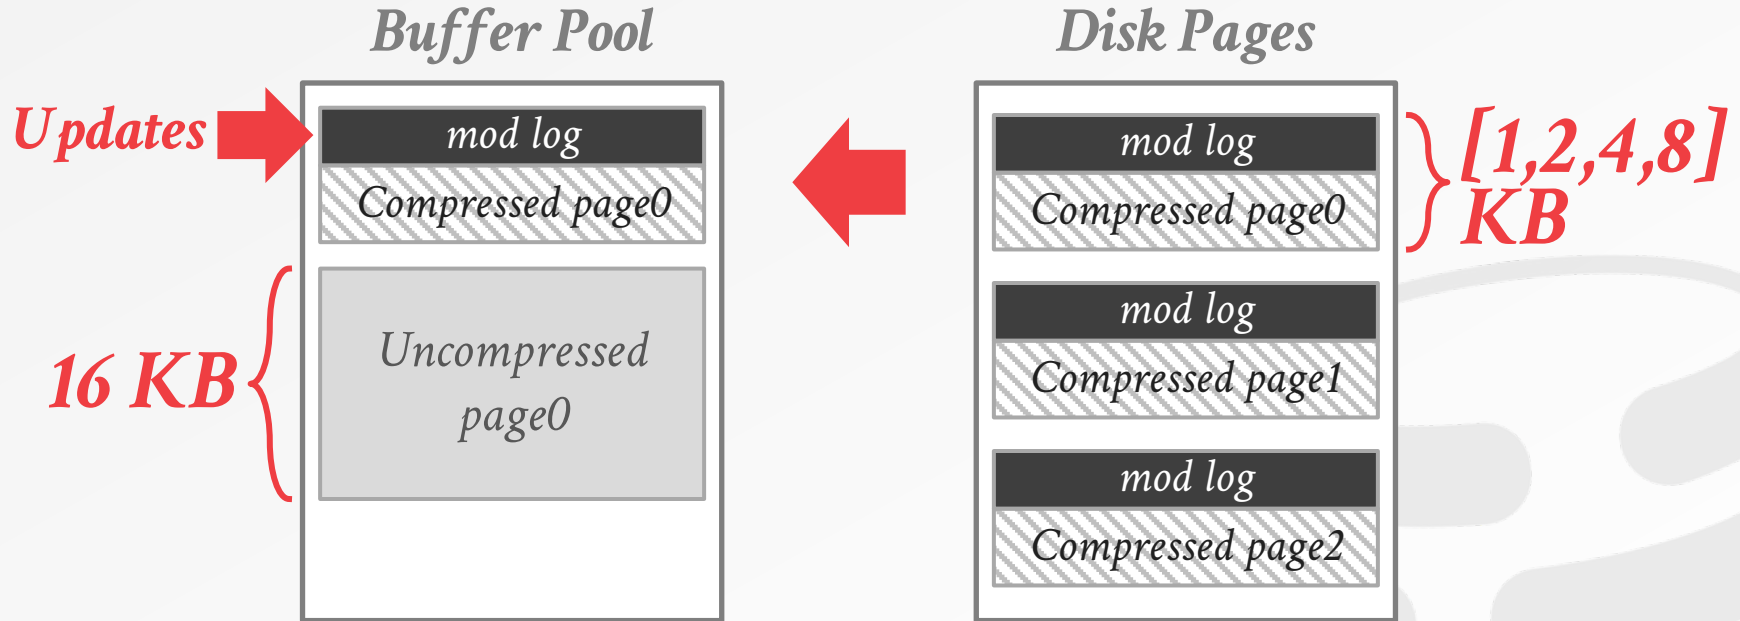 Buffer Pool
Disk Pages
Updates
mod log
Compressed page0
16 KB
Uncompressed
page0
mod log
Compressed page0
[1,2,4,8]
KB
mod log
Compressed page1
mod log
Compressed page2